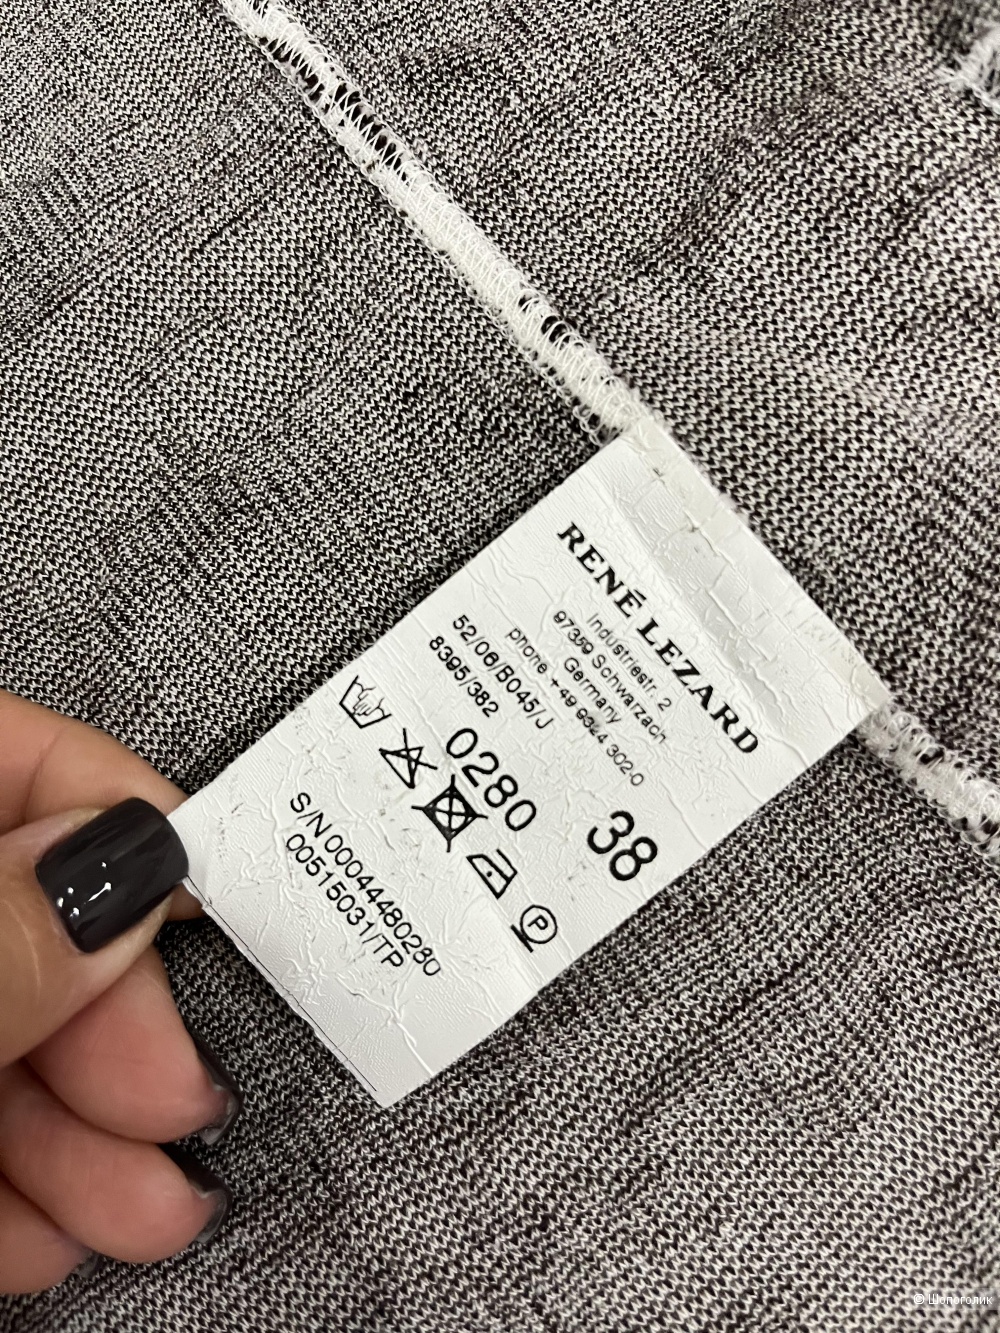 RENÉ LEZARD
Industriestr. 2
97359 Schwarzach
Germany
phone +49 9324 302-0
52/06/B045/J
8395/382
0280
38
P
S/N 00044480280
00515031/TP
© Шопоголик